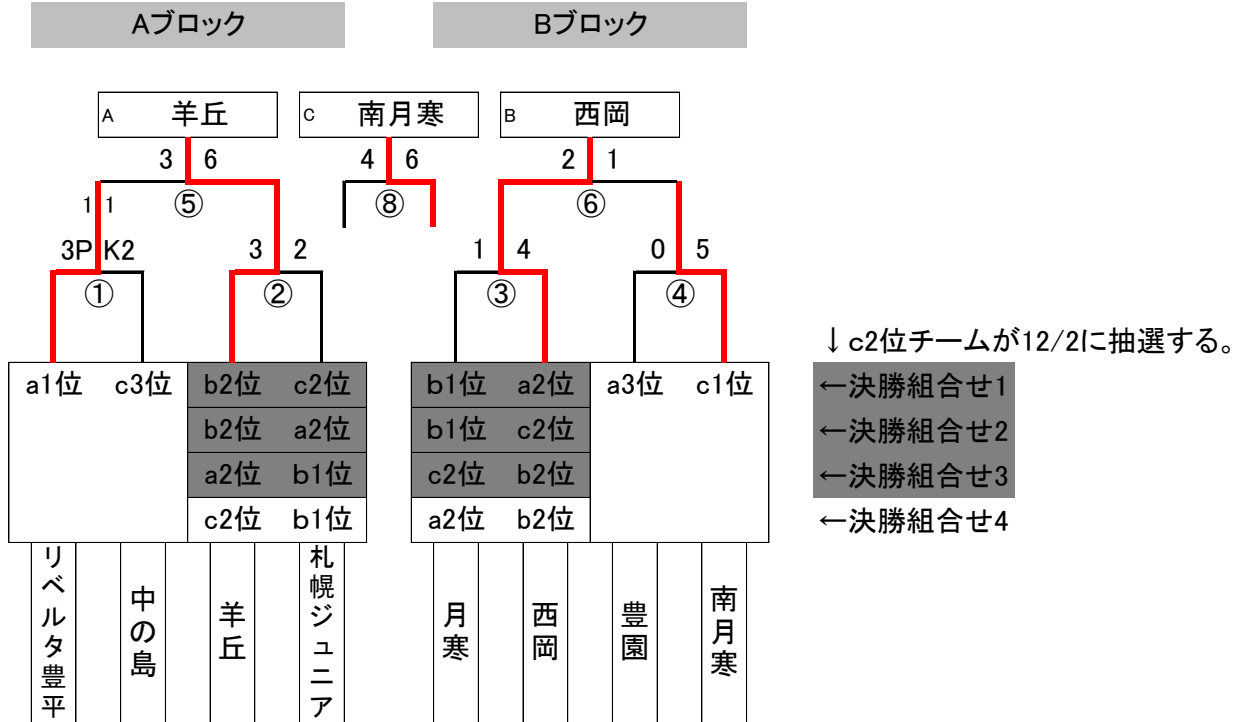 Aブロック Bブロック
A 羊丘 C 南月寒 B 西岡
3 6 4 6 2 1
1 1 ⑤ ⑧ ⑥
3PK2 3 2 1 4 0 5
① ② ③ ④
↓c2位チームが12/2に抽選する。
a1位 c3位 b2位 c2位 b1位 a2位 a3位 c1位 ←決勝組合せ1
b2位 a2位 b1位 c2位 ←決勝組合せ2
a2位 b1位 c2位 b2位 ←決勝組合せ3
c2位 b1位 a2位 b2位 ←決勝組合せ4
リベルタ豊平
中の島
羊丘
札幌ジュニア
月寒
西岡
豊園
南月寒